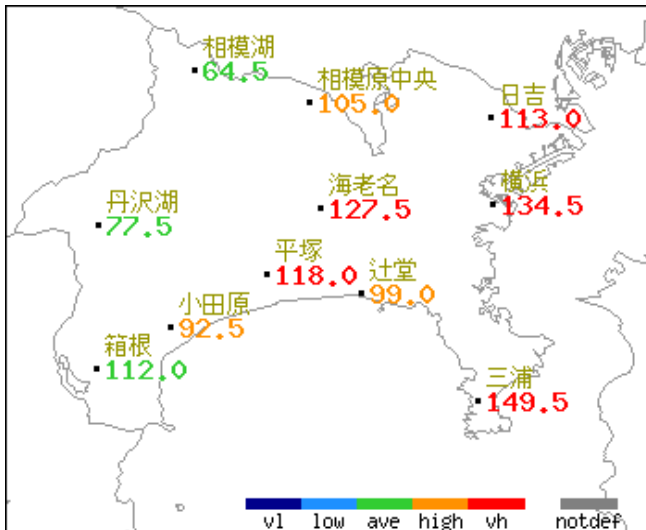 相模湖
64.5
相模原中央
105.0
日吉
113.0
海老名
127.5
横浜
134.5
丹沢湖
77.5
平塚
118.0
辻堂
99.0
小田原
92.5
箱根
112.0
三浦
149.5
vl low ave high vh notdef